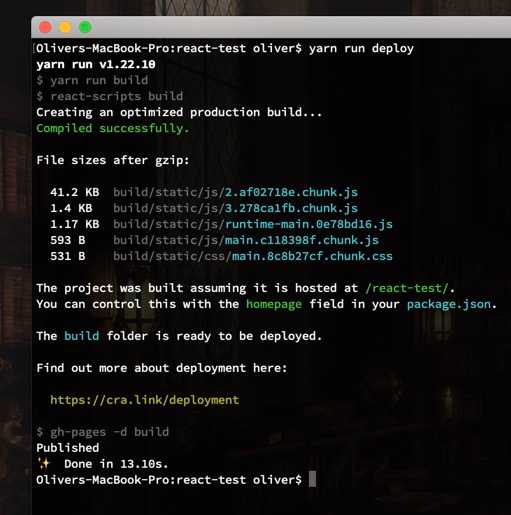 Olivers-MacBook-Pro:react-test oliver$ yarn run deploy
yarn run v1.22.10
$ yarn run build
$ react-scripts build
Creating an optimized production build...
Compiled successfully.
File sizes after gzip:
41.2 KB build/static/js/2.af02718e.chunk.js
1.4 KB build/static/js/3.278ca1fb.chunk.js
1.17 KB build/static/js/runtime-main.0e78bd16.js
593 B build/static/js/main.c118398f.chunk.js
531 B build/static/css/main.8c8b27cf.chunk.css
The project was built assuming it is hosted at /react-test/.
You can control this with the homepage field in your package.json.
The build folder is ready to be deployed.
Find out more about deployment here:
https://cra.link/deployment
$ gh-pages -d build
Published
✨ Done in 13.10s.
Olivers-MacBook-Pro:react-test oliver$